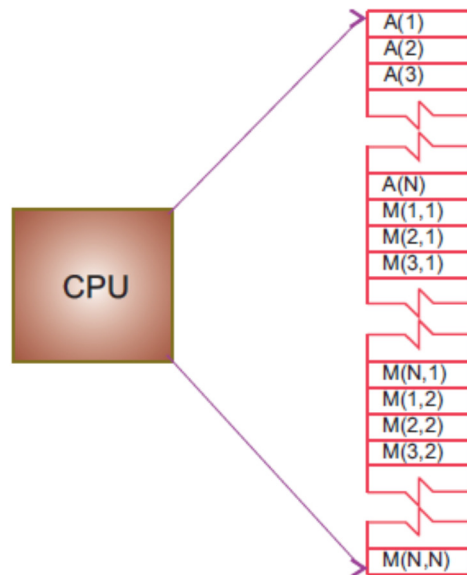 A(1)
A(2)
A(3)
A(N)
M(1,1)
M(2,1)
M(3,1)
CPU
M(N,1)
M(1,2)
M(2,2)
M(3,2)
M(N,N)